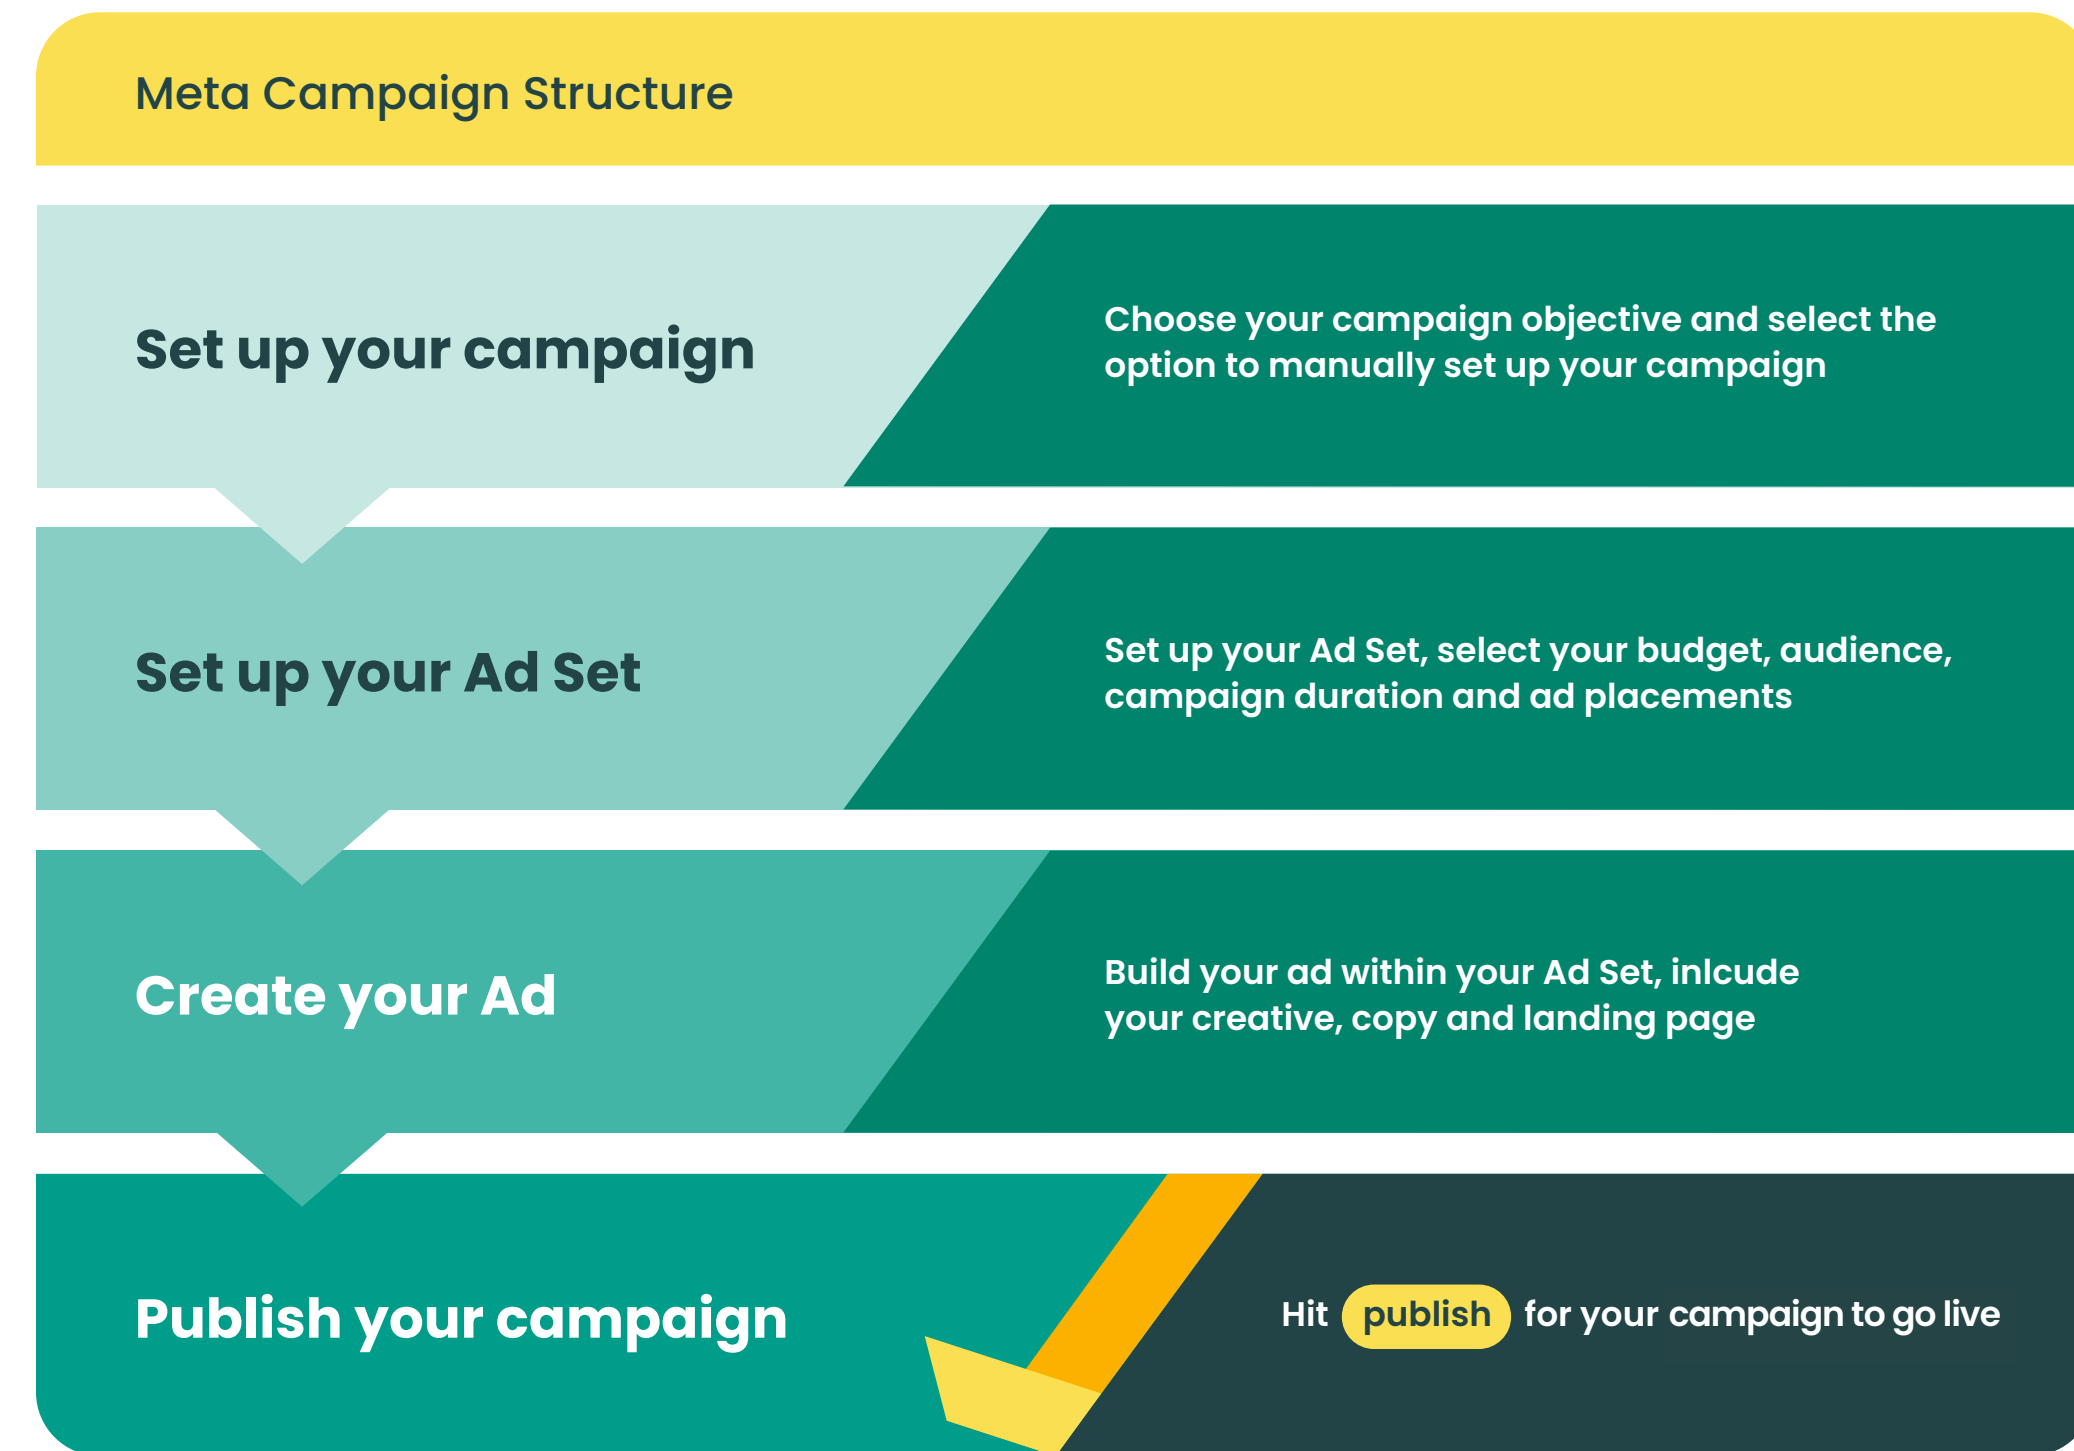 Meta Campaign Structure
Set up your campaign
Choose your campaign objective and select the
option to manually set up your campaign
Set up your Ad Set
Set up your Ad Set, select your budget, audience,
campaign duration and ad placements
Create your Ad
Build your ad within your Ad Set, inlcude
your creative, copy and landing page
Publish your campaign
Hit publish for your campaign to go live